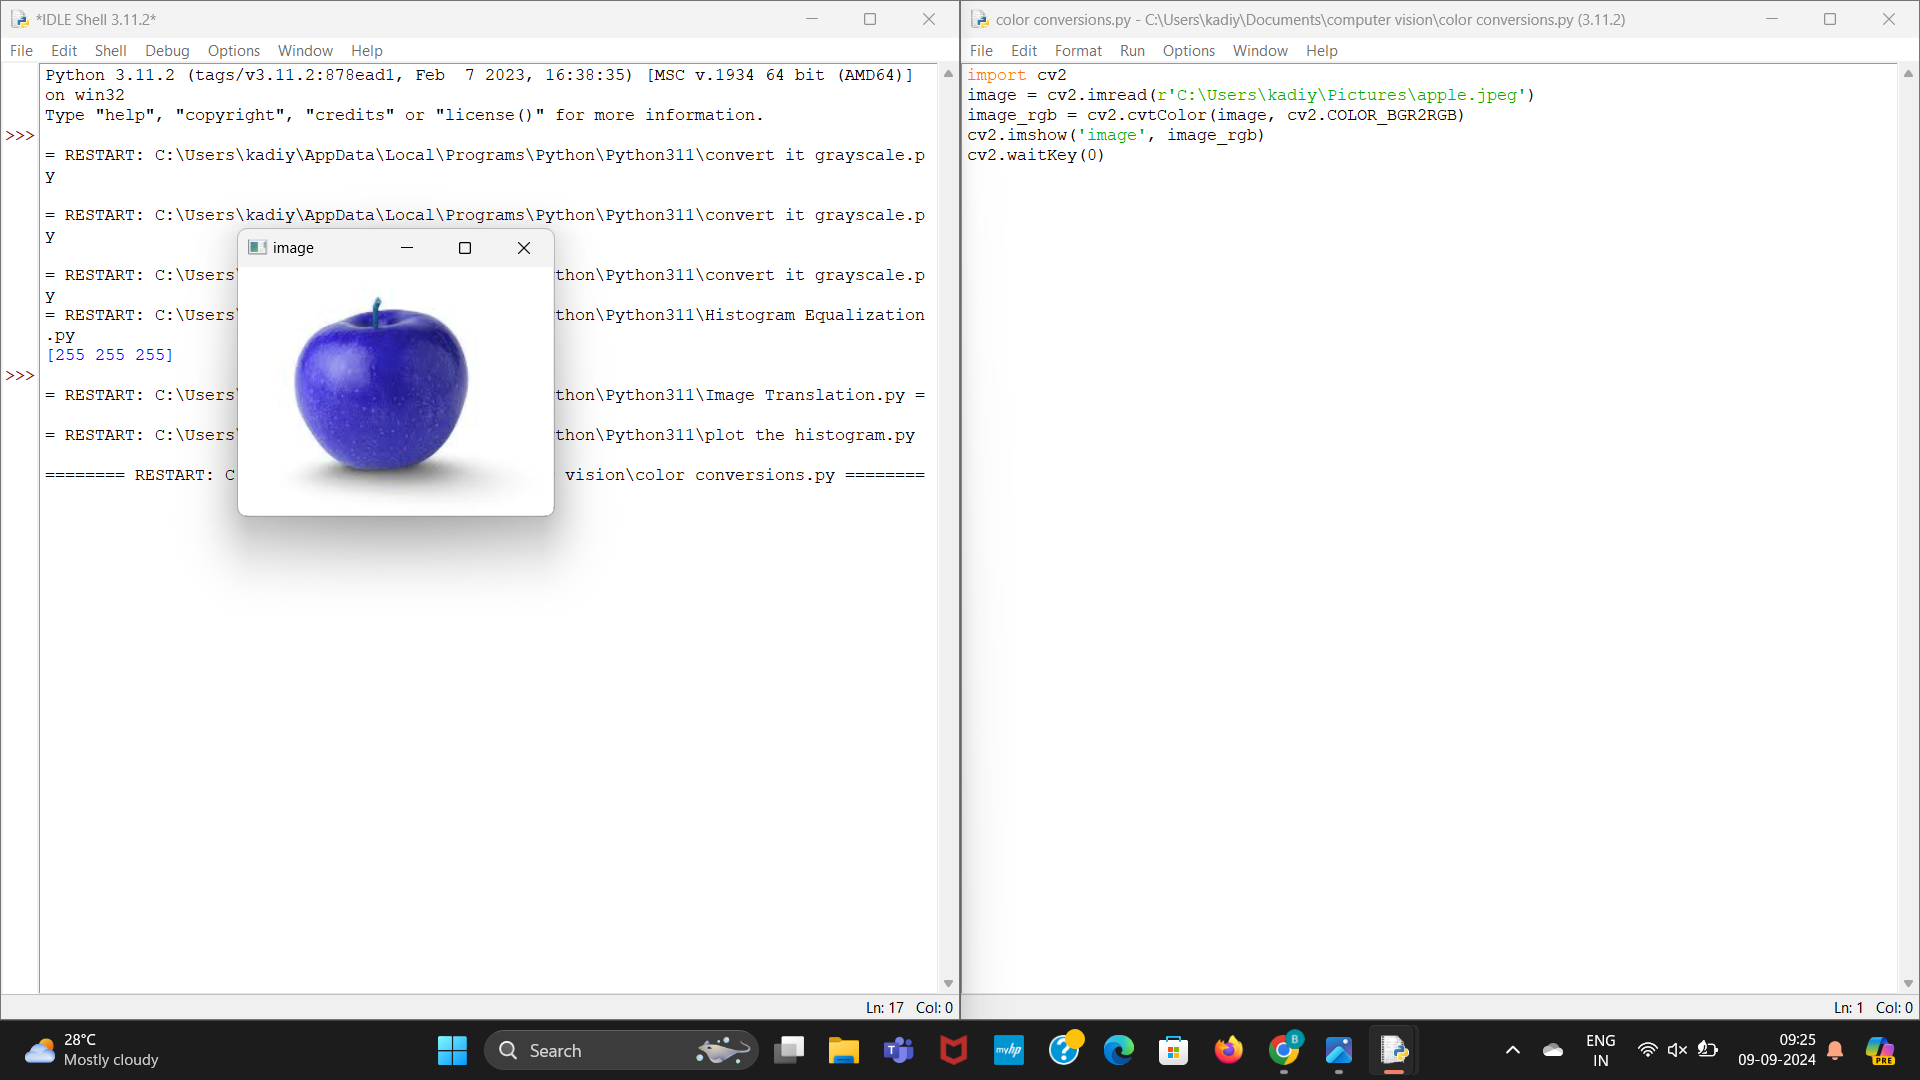 *IDLE Shell 3.11.2*
File Edit Shell Debug Options Window Help
Python 3.11.2 (tags/v3.11.2:878ead1, Feb  7 2023, 16:38:35) [MSC v.1934 64 bit (AMD64)]
on win32
Type "help", "copyright", "credits" or "license()" for more information.
>>>
= RESTART: C:\Users\kadiy\AppData\Local\Programs\Python\Python311\convert it grayscale.p
y
= RESTART: C:\Users\kadiy\AppData\Local\Programs\Python\Python311\convert it grayscale.p
y
image
= RESTART: C:\Users\ thon\Python311\convert it grayscale.p
y
= RESTART: C:\Users\ thon\Python311\Histogram Equalization
.py
[255 255 255]
>>>
= RESTART: C:\Users\ thon\Python311\Image Translation.py =
= RESTART: C:\Users\ thon\Python311\plot the histogram.py
======== RESTART: C vision\color conversions.py ========
Ln: 17 Col: 0
color conversions.py - C:\Users\kadiy\Documents\computer vision\color conversions.py (3.11.2)
File Edit Format Run Options Window Help
import cv2
image = cv2.imread(r'C:\Users\kadiy\Pictures\apple.jpeg')
image_rgb = cv2.cvtColor(image, cv2.COLOR_BGR2RGB)
cv2.imshow('image', image_rgb)
cv2.waitKey(0)
Ln: 1 Col: 0
28°C
Mostly cloudy
Search
myhp
B
ENG
IN
09:25
09-09-2024
PRE